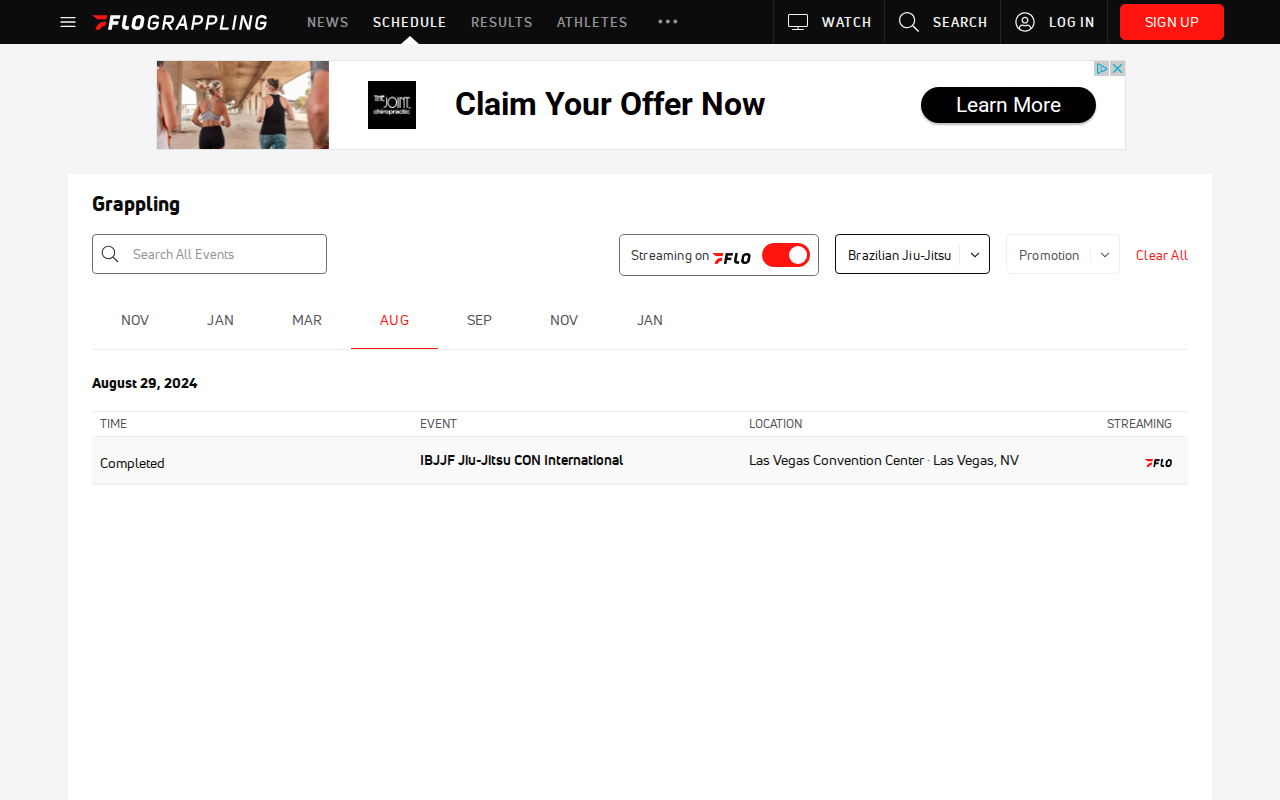 FLOGRAPPLING NEWS SCHEDULE RESULTS ATHLETES WATCH SEARCH LOG IN SIGN UP
THE JOINT chiropractic Claim Your Offer Now Learn More
Grappling
Search All Events Streaming on FLO Brazilian Jiu-Jitsu Promotion Clear All
NOV JAN MAR AUG SEP NOV JAN
August 29, 2024
TIME EVENT LOCATION STREAMING
Completed IBJJF Jiu-Jitsu CON International Las Vegas Convention Center · Las Vegas, NV FLO